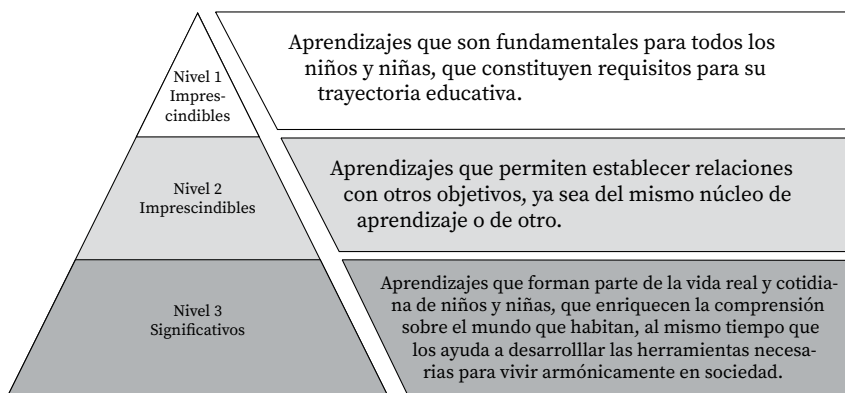 Nivel 1
Impres-
cindibles
Aprendizajes que son fundamentales para todos los
niños y niñas, que constituyen requisitos para su
trayectoria educativa.
Nivel 2
Imprescindibles
Aprendizajes que permiten establecer relaciones
con otros objetivos, ya sea del mismo núcleo de
aprendizaje o de otro.
Nivel 3
Significativos
Aprendizajes que forman parte de la vida real y cotidia-
na de niños y niñas, que enriquecen la comprensión
sobre el mundo que habitan, al mismo tiempo que
los ayuda a desarrolllar las herramientas necesa-
rias para vivir armónicamente en sociedad.